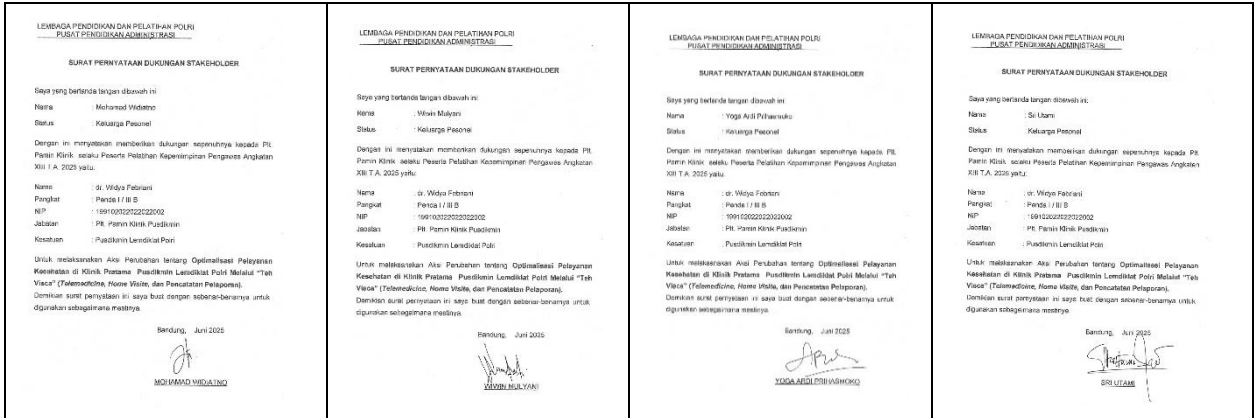 LEMBAGA PENDIDIKAN DAN PELATIHAN POLRI
PUSAT PENDIDIKAN ADMINISTRASI
SURAT PERNYATAAN DUKUNGAN STAKEHOLDER
Saya yang bertanda tangan dibawah ini:
Nama : Mohamad Widiatno
Status : Keluarga Pesonel
Dengan ini menyatakan memberikan dukungan sepenuhnya kepada Plt.
Pamin Klinik selaku Peserta Pelatihan Kepemimpinan Pengawas Angkatan
XIII T.A. 2025 yaitu:
Nama : dr. Widya Febriani
Pangkat : Penda I / III B
NIP : 199102022022022002
Jabatan : Plt. Pamin Klinik Pusdikmin
Kesatuan : Pusdikmin Lemdiklat Polri
Untuk melaksanakan Aksi Perubahan tentang Optimalisasi Pelayanan
Kesehatan di Klinik Pratama Pusdikmin Lemdiklat Polri Melalui "Teh
Visca" (Telemedicine, Home Visite, dan Pencatatan Pelaporan).
Demikian surat pernyataan ini saya buat dengan sebenar-benarnya untuk
digunakan sebagaimana mestinya.
Bandung, Juni 2025
MOHAMAD WIDIATNO
LEMBAGA PENDIDIKAN DAN PELATIHAN POLRI
PUSAT PENDIDIKAN ADMINISTRASI
SURAT PERNYATAAN DUKUNGAN STAKEHOLDER
Saya yang bertanda tangan dibawah ini:
Nama : Wiwin Mulyani
Status : Keluarga Pesonel
Dengan ini menyatakan memberikan dukungan sepenuhnya kepada Plt.
Pamin Klinik selaku Peserta Pelatihan Kepemimpinan Pengawas Angkatan
XIII T.A. 2025 yaitu:
Nama : dr. Widya Febriani
Pangkat : Penda I / III B
NIP : 199102022022022002
Jabatan : Plt. Pamin Klinik Pusdikmin
Kesatuan : Pusdikmin Lemdiklat Polri
Untuk melaksanakan Aksi Perubahan tentang Optimalisasi Pelayanan
Kesehatan di Klinik Pratama Pusdikmin Lemdiklat Polri Melalui "Teh
Visca" (Telemedicine, Home Visite, dan Pencatatan Pelaporan).
Demikian surat pernyataan ini saya buat dengan sebenar-benarnya untuk
digunakan sebagaimana mestinya.
Bandung, Juni 2025
WIWIN MULYANI
LEMBAGA PENDIDIKAN DAN PELATIHAN POLRI
PUSAT PENDIDIKAN ADMINISTRASI
SURAT PERNYATAAN DUKUNGAN STAKEHOLDER
Saya yang bertanda tangan dibawah ini:
Nama : Yoga Ardi Prihasmoko
Status : Keluarga Pesonel
Dengan ini menyatakan memberikan dukungan sepenuhnya kepada Plt.
Pamin Klinik selaku Peserta Pelatihan Kepemimpinan Pengawas Angkatan
XIII T.A. 2025 yaitu:
Nama : dr. Widya Febriani
Pangkat : Penda I / III B
NIP : 199102022022022002
Jabatan : Plt. Pamin Klinik Pusdikmin
Kesatuan : Pusdikmin Lemdiklat Polri
Untuk melaksanakan Aksi Perubahan tentang Optimalisasi Pelayanan
Kesehatan di Klinik Pratama Pusdikmin Lemdiklat Polri Melalui "Teh
Visca" (Telemedicine, Home Visite, dan Pencatatan Pelaporan).
Demikian surat pernyataan ini saya buat dengan sebenar-benarnya untuk
digunakan sebagaimana mestinya.
Bandung, Juni 2025
YOGA ARDI PRIHASMOKO
LEMBAGA PENDIDIKAN DAN PELATIHAN POLRI
PUSAT PENDIDIKAN ADMINISTRASI
SURAT PERNYATAAN DUKUNGAN STAKEHOLDER
Saya yang bertanda tangan dibawah ini:
Nama : Sri Utami
Status : Keluarga Pesonel
Dengan ini menyatakan memberikan dukungan sepenuhnya kepada Plt.
Pamin Klinik selaku Peserta Pelatihan Kepemimpinan Pengawas Angkatan
XIII T.A. 2025 yaitu:
Nama : dr. Widya Febriani
Pangkat : Penda I / III B
NIP : 199102022022022002
Jabatan : Plt. Pamin Klinik Pusdikmin
Kesatuan : Pusdikmin Lemdiklat Polri
Untuk melaksanakan Aksi Perubahan tentang Optimalisasi Pelayanan
Kesehatan di Klinik Pratama Pusdikmin Lemdiklat Polri Melalui "Teh
Visca" (Telemedicine, Home Visite, dan Pencatatan Pelaporan).
Demikian surat pernyataan ini saya buat dengan sebenar-benarnya untuk
digunakan sebagaimana mestinya.
Bandung, Juni 2025
SRI UTAMI